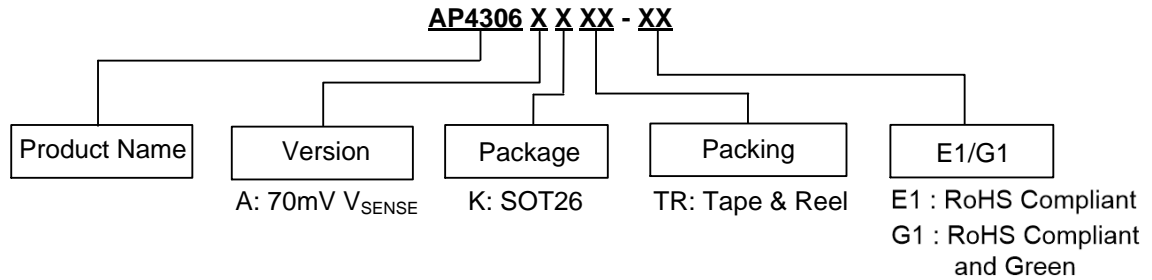 AP4306 X X XX - XX
Product Name
Version
Package
Packing
E1/G1
A: 70mV VSENSE
K: SOT26
TR: Tape & Reel
E1 : RoHS Compliant
G1 : RoHS Compliant
and Green